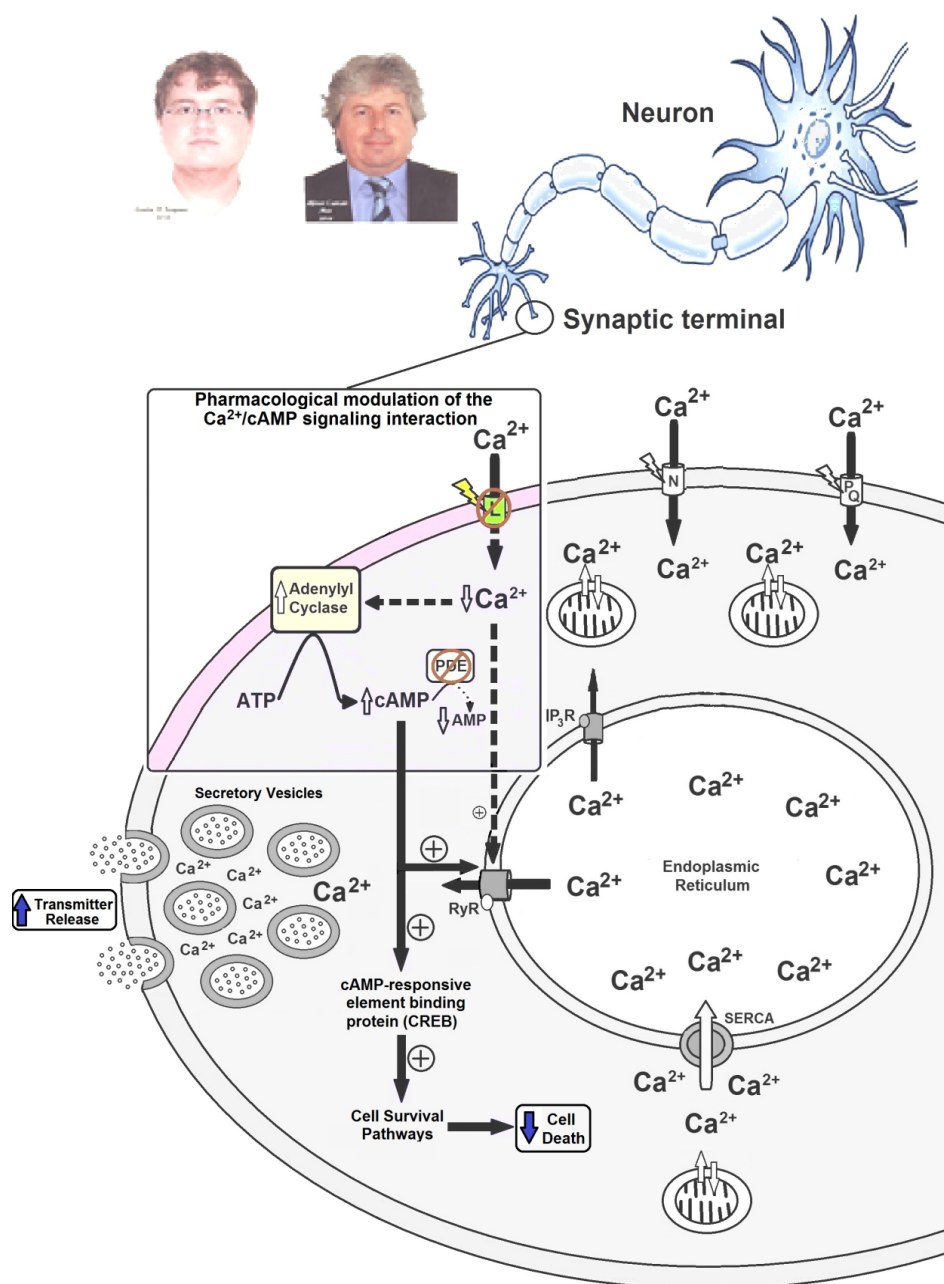 Neuron
Synaptic terminal
Pharmacological modulation of the
Ca²⁺/cAMP signaling interaction
Ca²⁺
L
Ca²⁺
Adenylyl
Cyclase
ATP
cAMP
PDE
AMP
Ca²⁺
N
Ca²⁺
Ca²⁺
P
Q
Ca²⁺
Ca²⁺
Ca²⁺
IP₃R
Ca²⁺
Ca²⁺
Ca²⁺
Ca²⁺
Ca²⁺
Endoplasmic
Reticulum
RyR
Ca²⁺
Ca²⁺
Ca²⁺
SERCA
Ca²⁺
Ca²⁺
Ca²⁺
Secretory Vesicles
Ca²⁺
Ca²⁺
Ca²⁺
Ca²⁺
Ca²⁺
Ca²⁺
Transmitter
Release
cAMP-responsive
element binding
protein (CREB)
Cell Survival
Pathways
Cell
Death